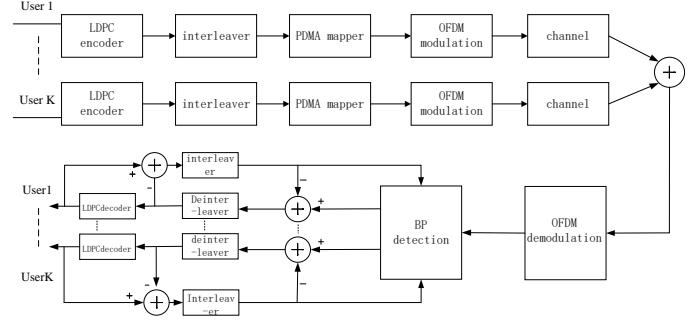 User 1
LDPC
encoder
interleaver
PDMA mapper
OFDM
modulation
channel
User K
LDPC
encoder
interleaver
PDMA mapper
OFDM
modulation
channel
+
interleav
er
+
+
−
−
User1
LDPCdecoder
Deinter
-leaver
+
+
BP
detection
OFDM
demodulation
LDPCdecoder
deinter
-leaver
+
+
UserK
−
−
+
+
Interleav
-er